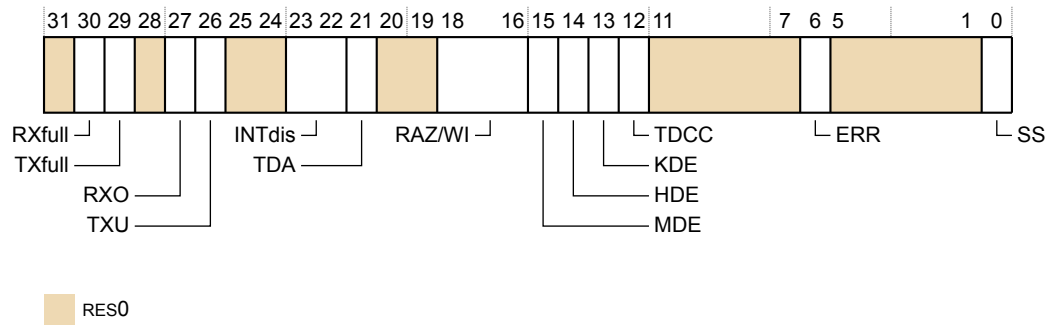 31 30 29 28 27 26 25 24 23 22 21 20 19 18 16 15 14 13 12 11 7 6 5 1 0
RXfull INTdis RAZ/WI TDCC ERR SS
TXfull TDA KDE
RXO HDE
TXU MDE
RES0